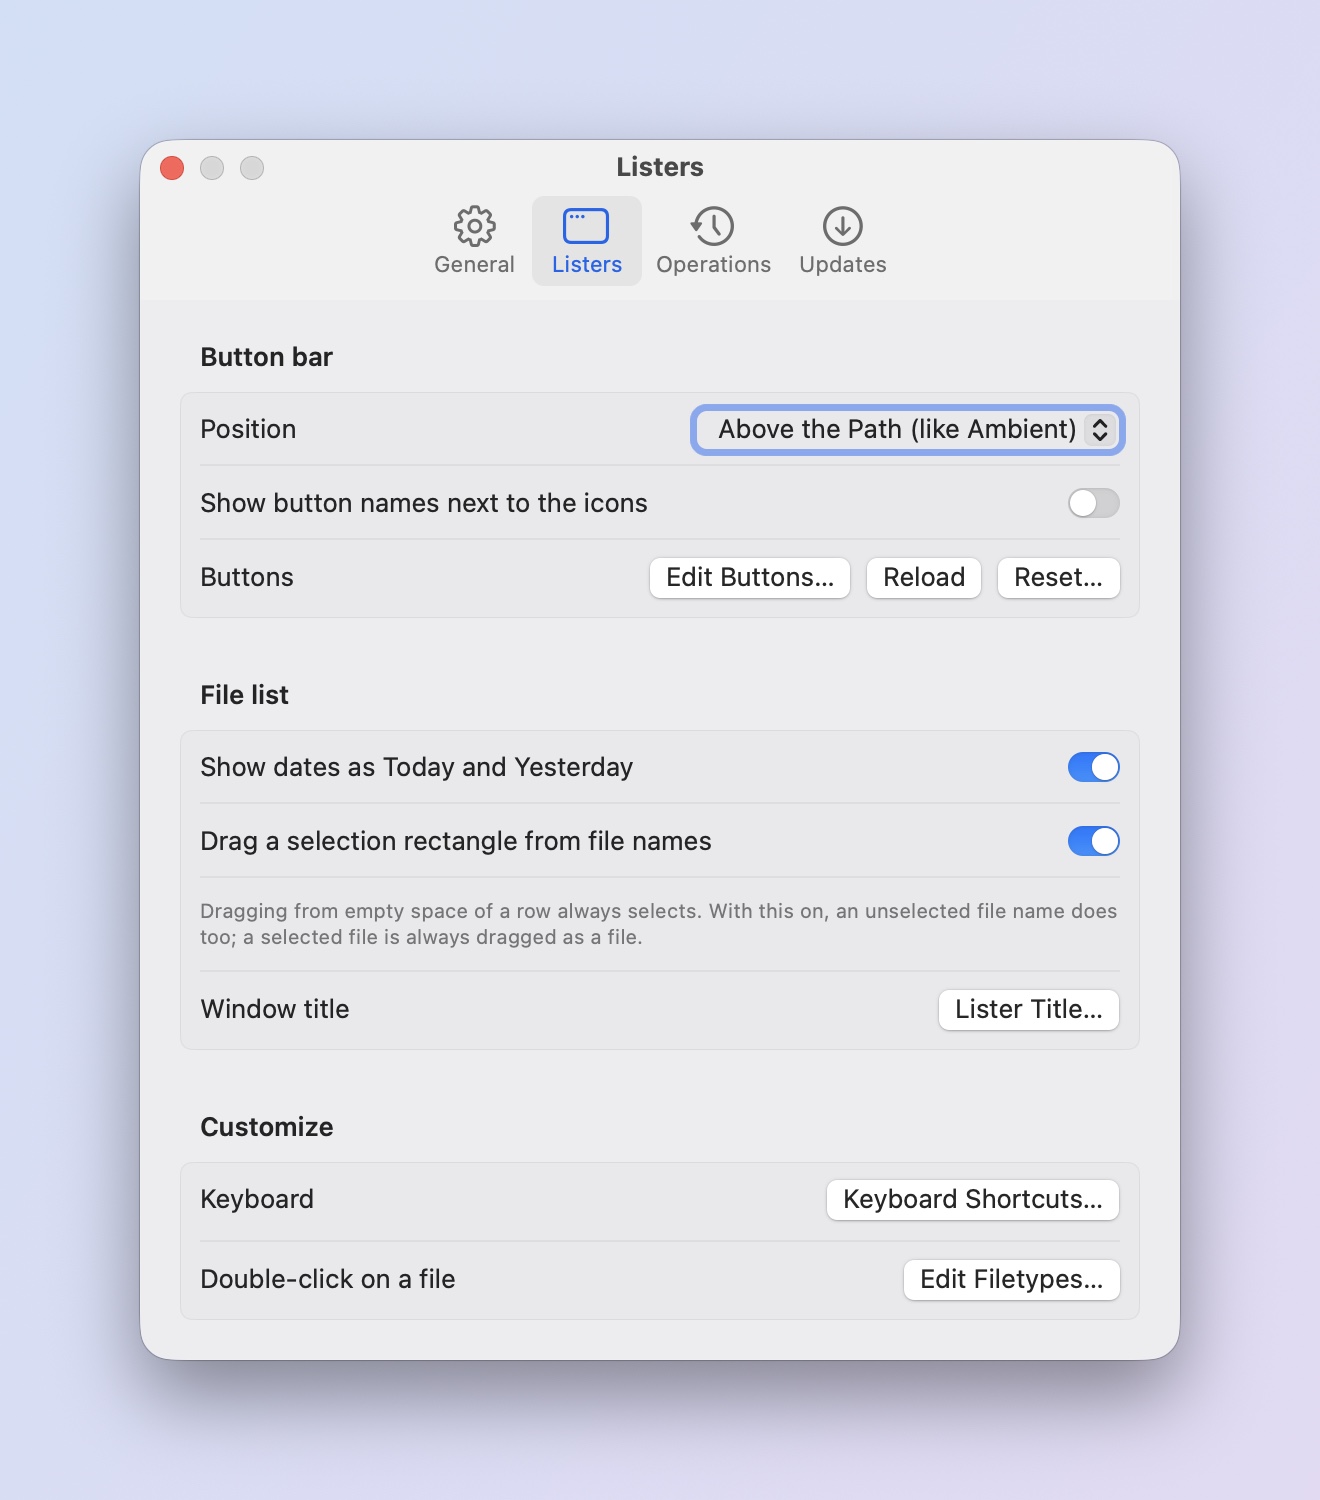 Listers
General
Listers
Operations
Updates
Button bar
Position
Above the Path (like Ambient)
Show button names next to the icons
Buttons
Edit Buttons...
Reload
Reset...
File list
Show dates as Today and Yesterday
Drag a selection rectangle from file names
Dragging from empty space of a row always selects. With this on, an unselected file name does
too; a selected file is always dragged as a file.
Window title
Lister Title...
Customize
Keyboard
Keyboard Shortcuts...
Double-click on a file
Edit Filetypes...